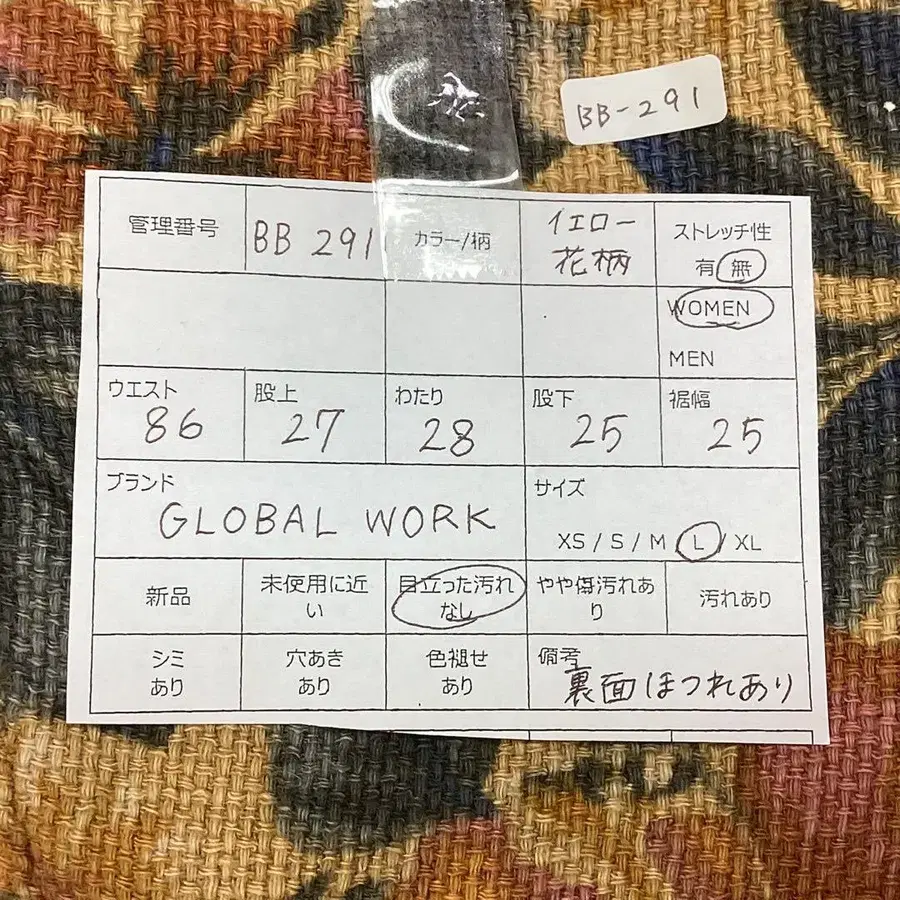 BB-291
管理番号
BB 291
カラー/柄
イエロー
花柄
ストレッチ性
有 無
WOMEN
MEN
ウエスト
86
股上
27
わたり
28
股下
25
裾幅
25
ブランド
GLOBAL WORK
サイズ
XS / S / M / L / XL
新品
未使用に近
い
目立った汚れ
なし
やや傷汚れあ
り
汚れあり
シミ
あり
穴あき
あり
色褪せ
あり
備考
裏面ほつれあり